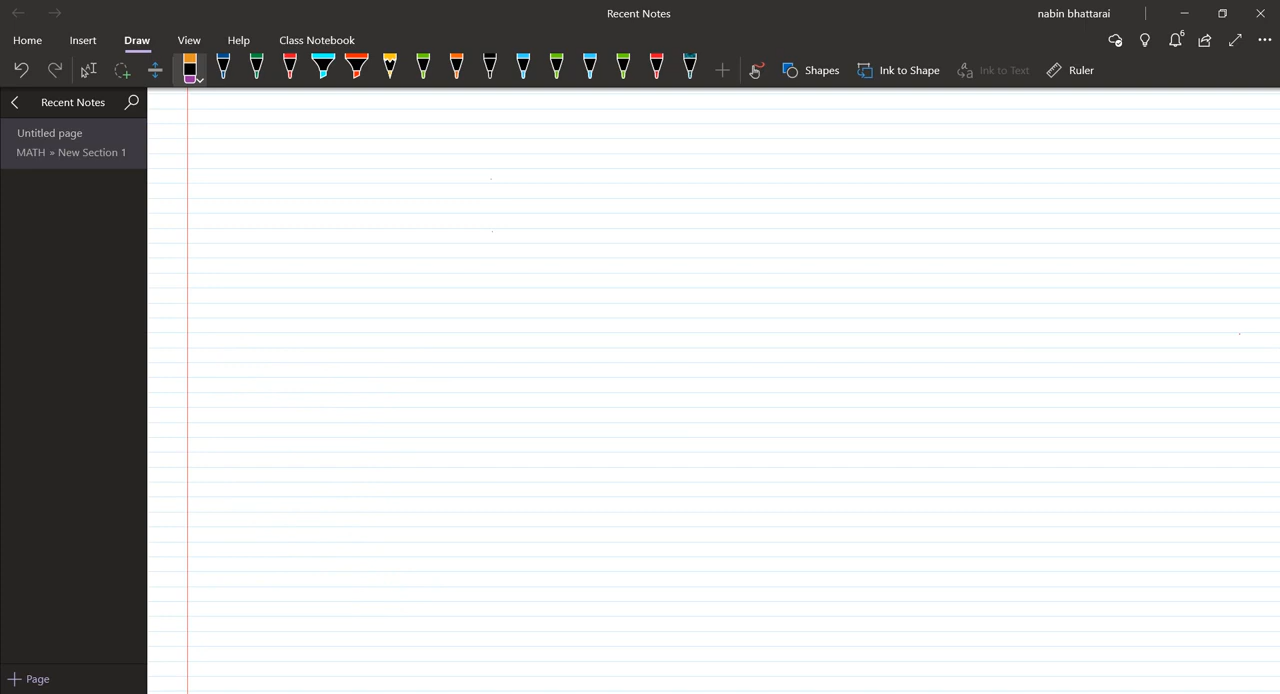 Recent Notes
nabin bhattarai
Home Insert Draw View Help Class Notebook
6
Shapes Ink to Shape Ink to Text Ruler
Recent Notes
Untitled page
MATH » New Section 1
Page